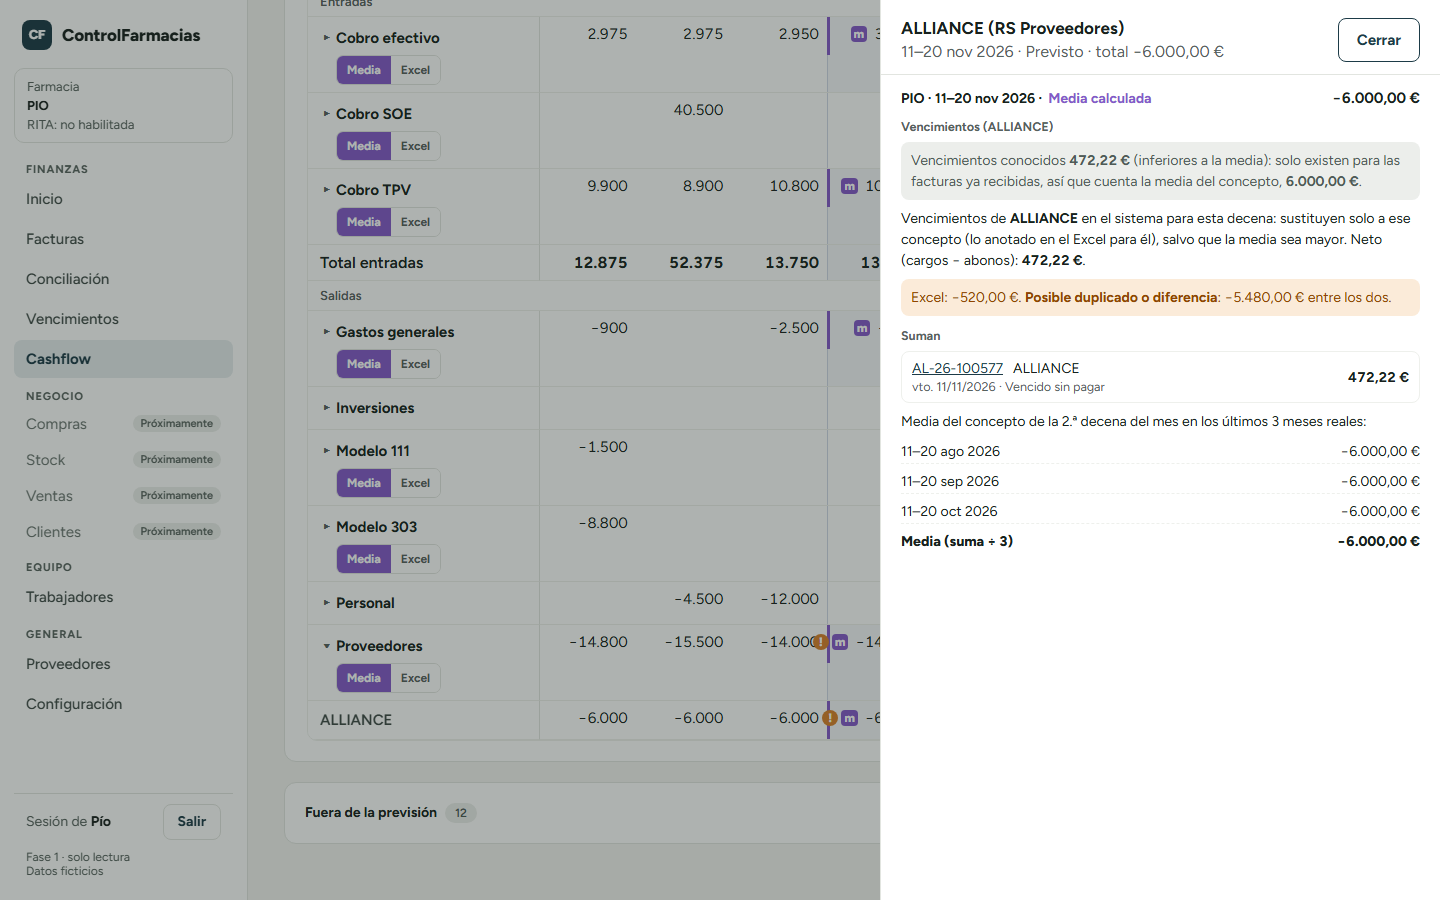 CF ControlFarmacias
Farmacia
PIO
RITA: no habilitada
FINANZAS
Inicio
Facturas
Conciliación
Vencimientos
Cashflow
NEGOCIO
Compras Próximamente
Stock Próximamente
Ventas Próximamente
Clientes Próximamente
EQUIPO
Trabajadores
GENERAL
Proveedores
Configuración
Sesión de Pío Salir
Fase 1 · solo lectura
Datos ficticios
Entradas
▸ Cobro efectivo 2.975 2.975 2.950 m
Media Excel
▸ Cobro SOE 40.500
Media Excel
▸ Cobro TPV 9.900 8.900 10.800 m 10
Media Excel
Total entradas 12.875 52.375 13.750 13
Salidas
▸ Gastos generales −900 −2.500 m
Media Excel
▸ Inversiones
▸ Modelo 111 −1.500
Media Excel
▸ Modelo 303 −8.800
Media Excel
▸ Personal −4.500 −12.000
▾ Proveedores −14.800 −15.500 −14.000 ! m −14
Media Excel
ALLIANCE −6.000 −6.000 −6.000 ! m −6
Fuera de la previsión 12
ALLIANCE (RS Proveedores)
11–20 nov 2026 · Previsto · total −6.000,00 €
Cerrar
PIO · 11–20 nov 2026 · Media calculada −6.000,00 €
Vencimientos (ALLIANCE)
Vencimientos conocidos 472,22 € (inferiores a la media): solo existen para las
facturas ya recibidas, así que cuenta la media del concepto, 6.000,00 €.
Vencimientos de ALLIANCE en el sistema para esta decena: sustituyen solo a ese
concepto (lo anotado en el Excel para él), salvo que la media sea mayor. Neto
(cargos − abonos): 472,22 €.
Excel: −520,00 €. Posible duplicado o diferencia: −5.480,00 € entre los dos.
Suman
AL-26-100577 ALLIANCE 472,22 €
vto. 11/11/2026 · Vencido sin pagar
Media del concepto de la 2.ª decena del mes en los últimos 3 meses reales:
11–20 ago 2026 −6.000,00 €
11–20 sep 2026 −6.000,00 €
11–20 oct 2026 −6.000,00 €
Media (suma ÷ 3) −6.000,00 €